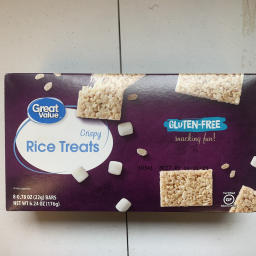 Great
Value
Crispy
Rice Treats
GLUTEN-FREE
snacking fun!
8-0.78 OZ (22g) BARS
NET WT 6.24 OZ (176g)
GF